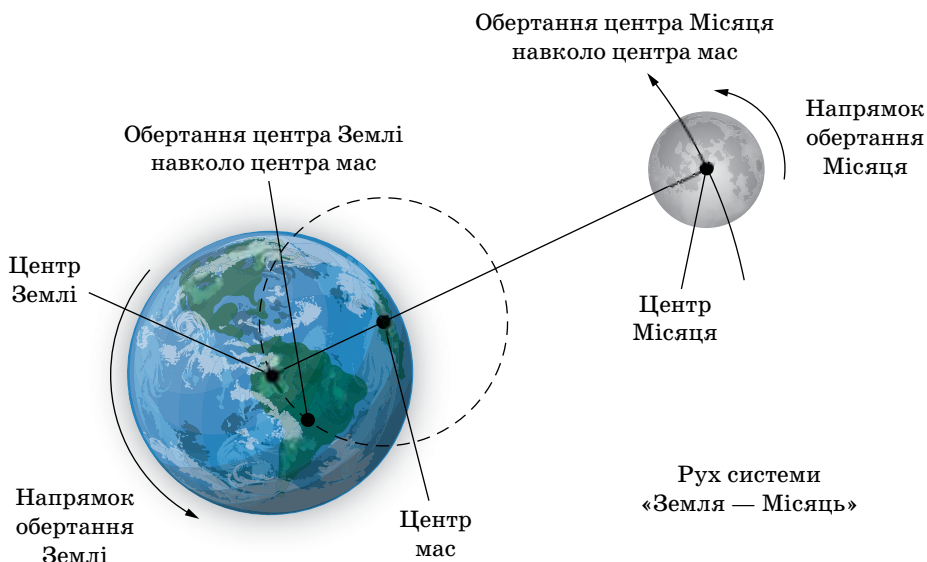 Обертання центра Місяця
навколо центра мас
Напрямок
обертання
Місяця
Обертання центра Землі
навколо центра мас
Центр
Землі
Центр
Місяця
Рух системи
«Земля — Місяць»
Напрямок
обертання
Землі
Центр
мас